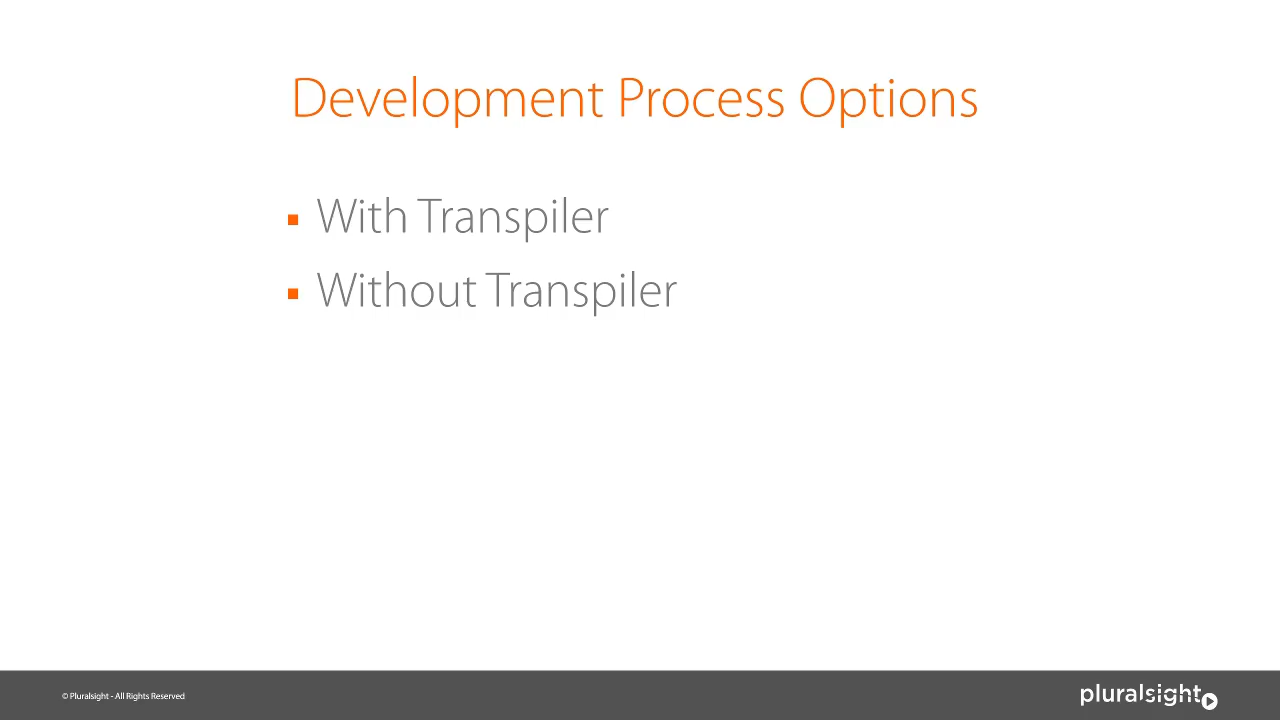 Development Process Options
▪ With Transpiler
▪ Without Transpiler
© Pluralsight - All Rights Reserved
pluralsight